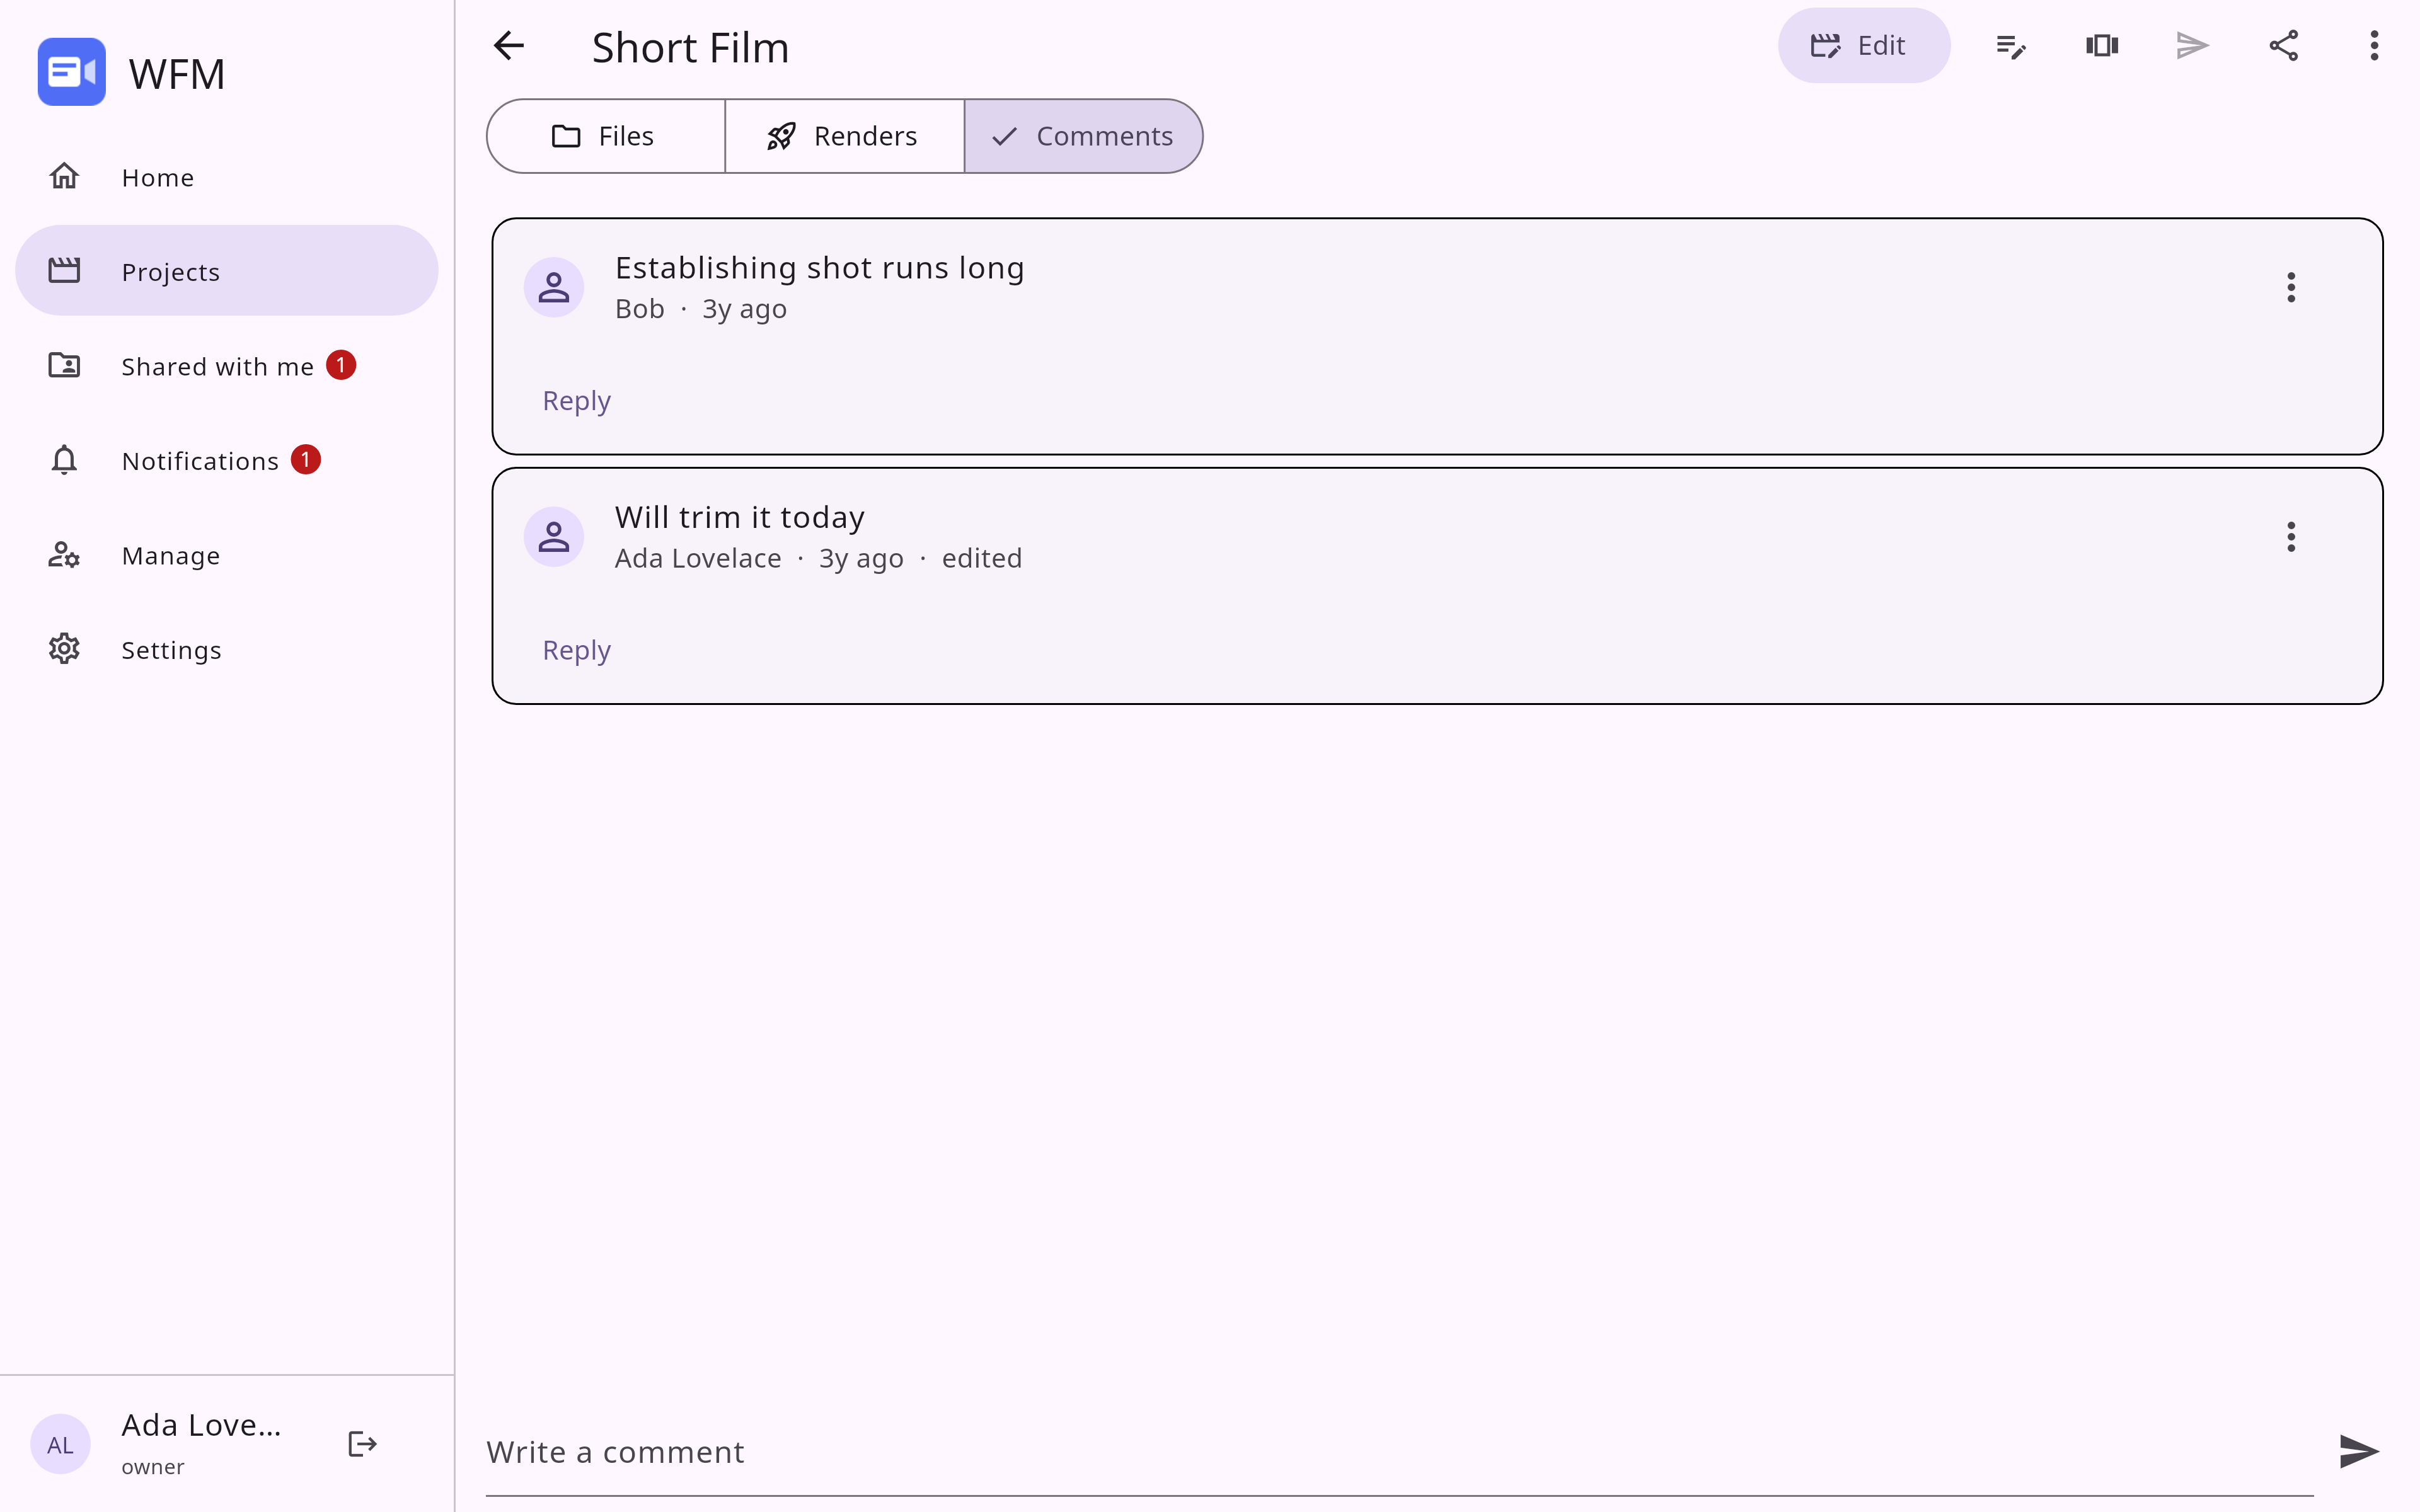 WFM
Home
Projects
Shared with me 1
Notifications 1
Manage
Settings
AL
Ada Love...
owner
Short Film
Edit
Files
Renders
Comments
Establishing shot runs long
Bob · 3y ago
Reply
Will trim it today
Ada Lovelace · 3y ago · edited
Reply
Write a comment